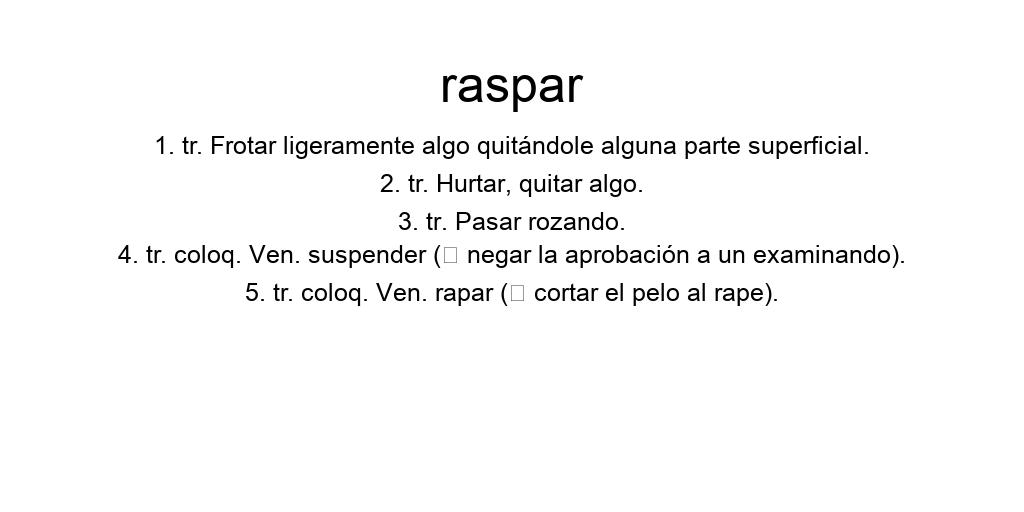 raspar
1. tr. Frotar ligeramente algo quitándole alguna parte superficial.
2. tr. Hurtar, quitar algo.
3. tr. Pasar rozando.
4. tr. coloq. Ven. suspender (□ negar la aprobación a un examinando).
5. tr. coloq. Ven. rapar (□ cortar el pelo al rape).